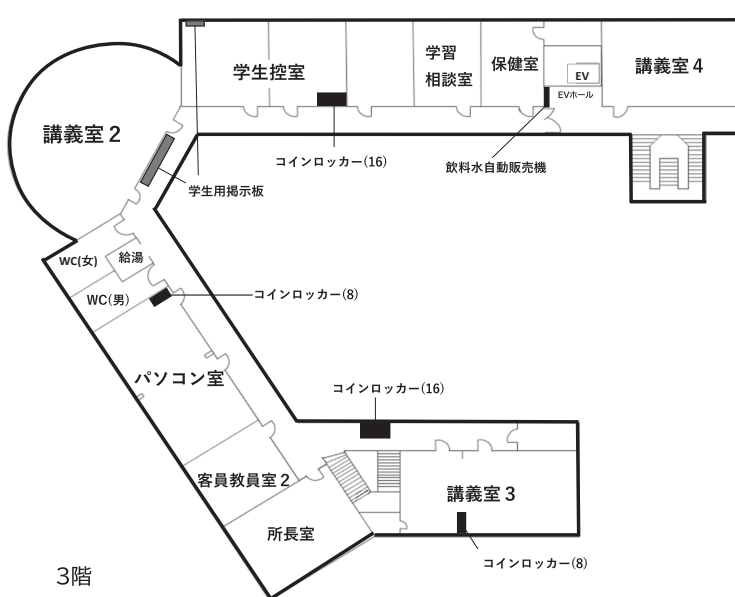 学生控室
学習
相談室
保健室
EV
EVホール
講義室4
講義室2
コインロッカー(16)
飲料水自動販売機
学生用掲示板
WC(女)
給湯
WC(男)
コインロッカー(8)
パソコン室
コインロッカー(16)
客員教員室2
講義室3
所長室
コインロッカー(8)
3階